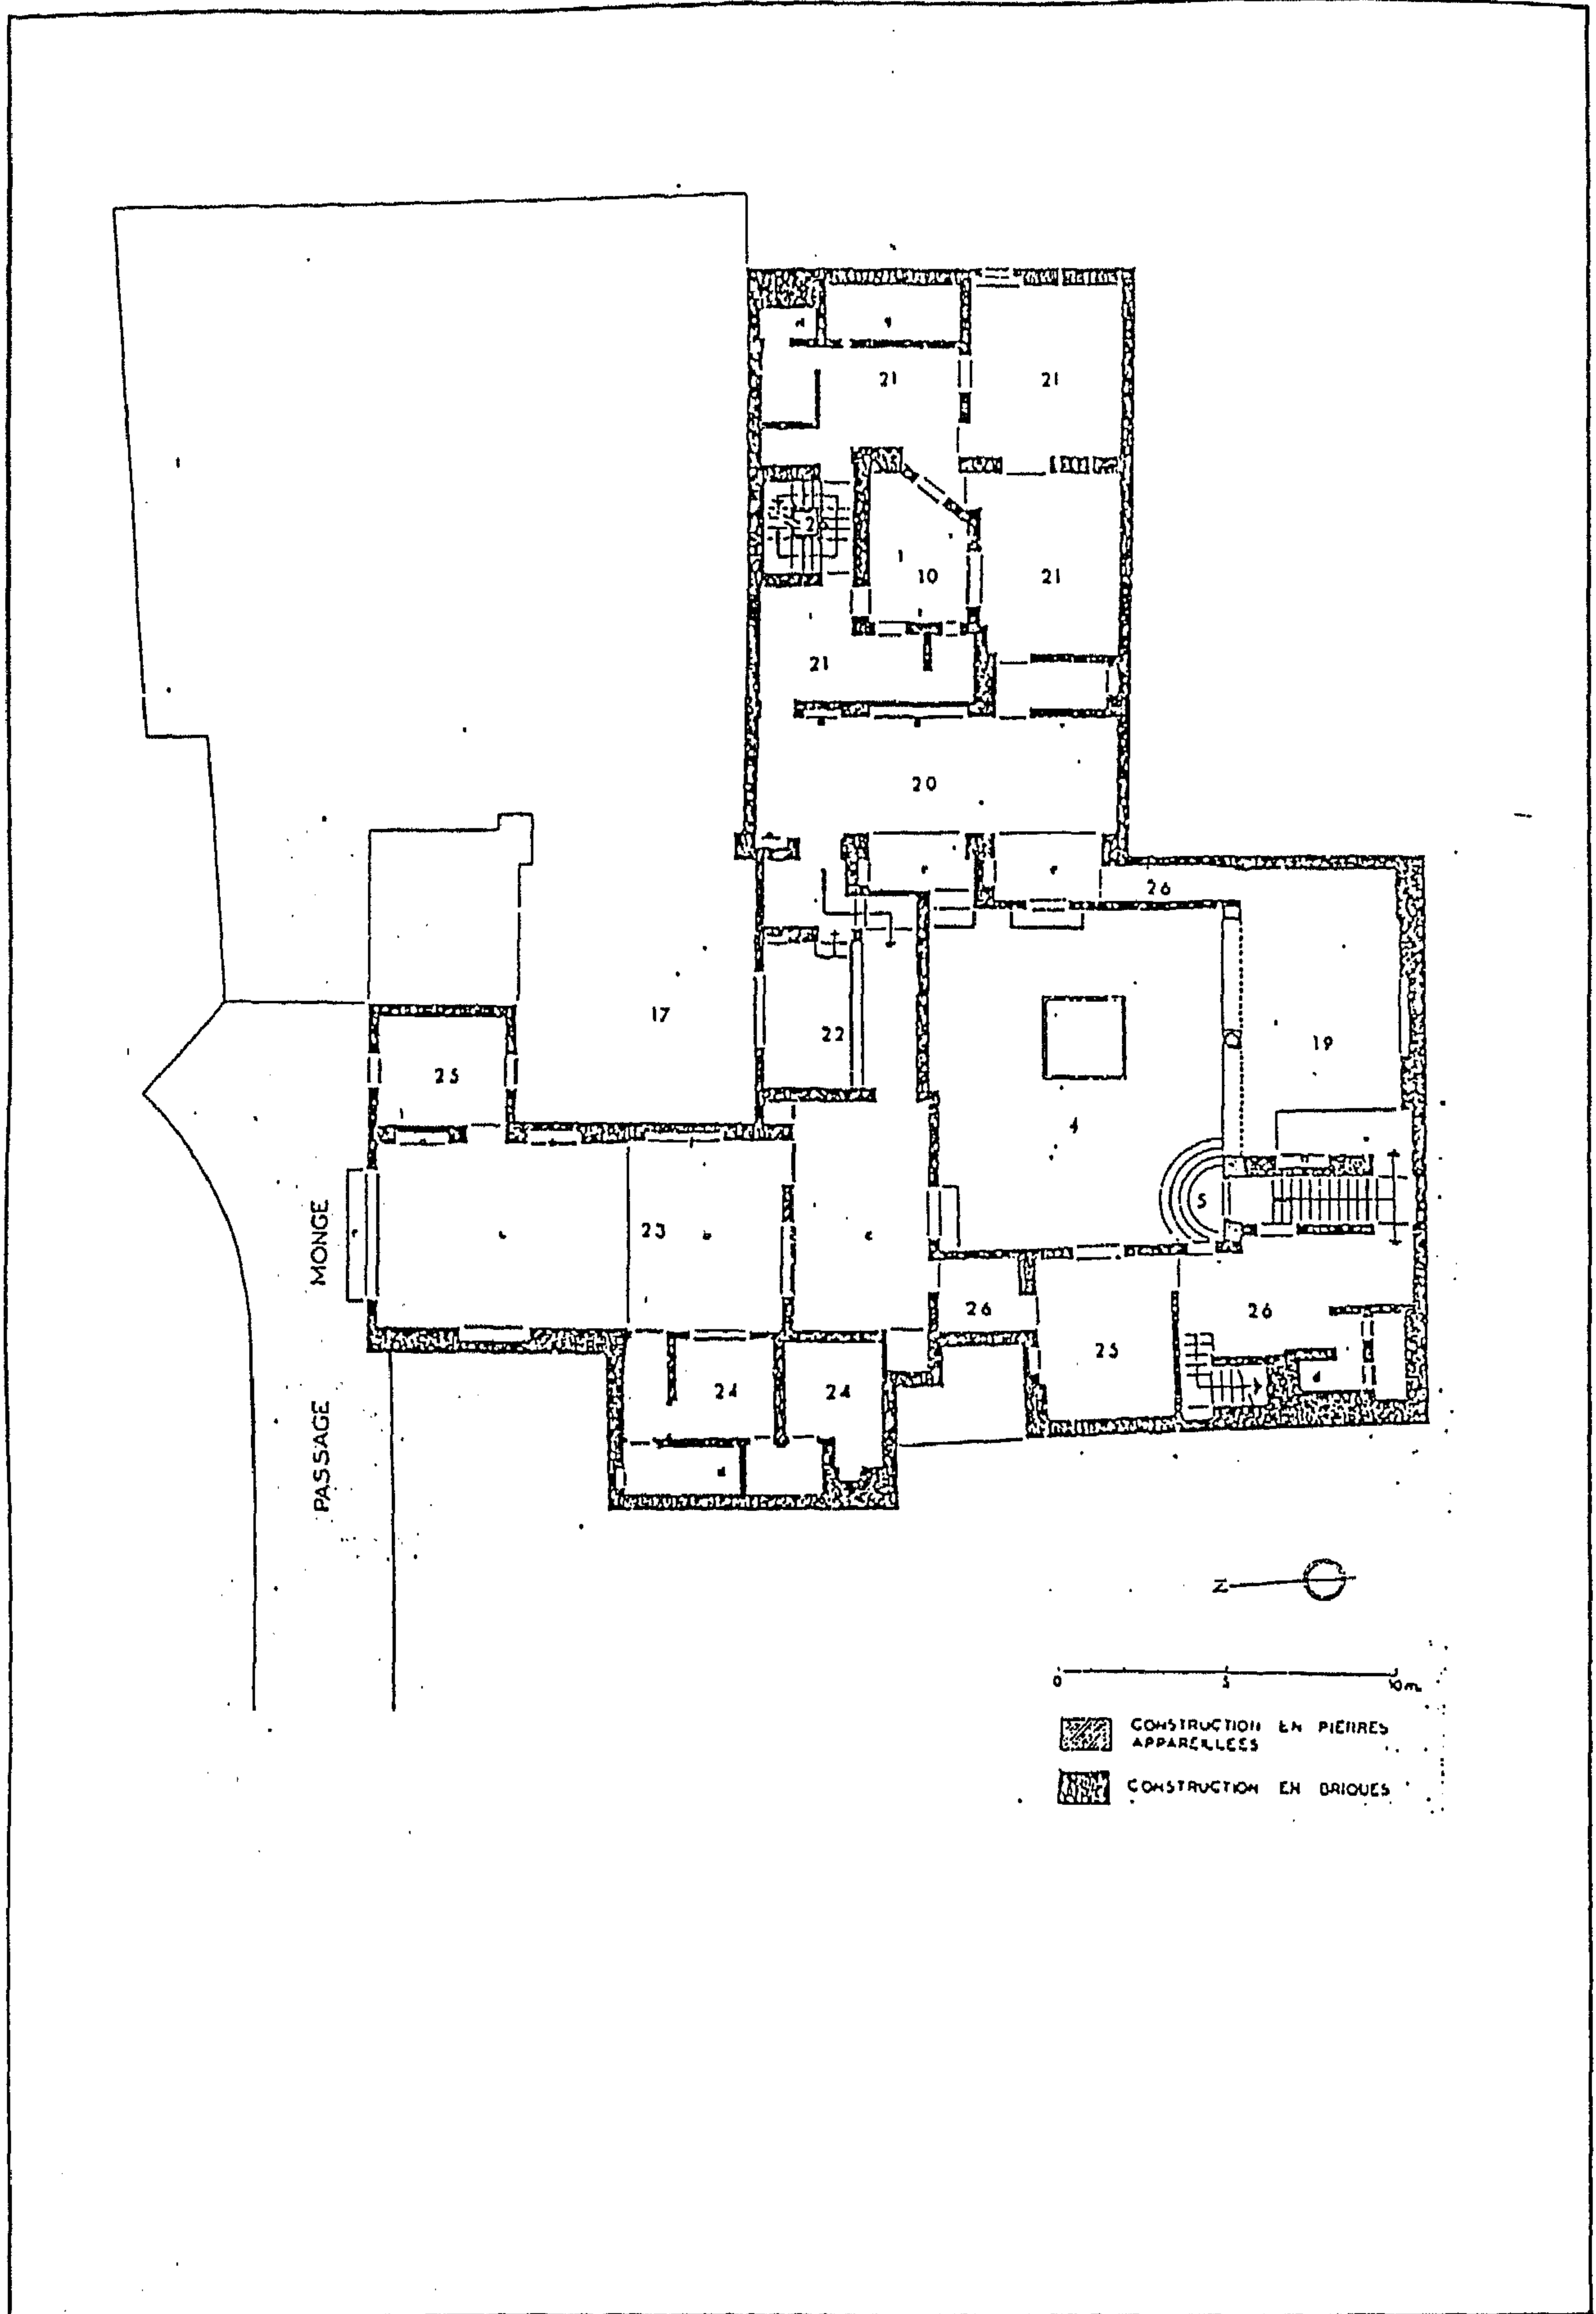 21 21
2
10 21
21
20
26
17
22
19
25
4
5
23
26 26
25
24 24
MONGE
PASSAGE
N
0 5 10 m.
CONSTRUCTION EN PIERRES
APPAREILLEES
CONSTRUCTION EN BRIQUES